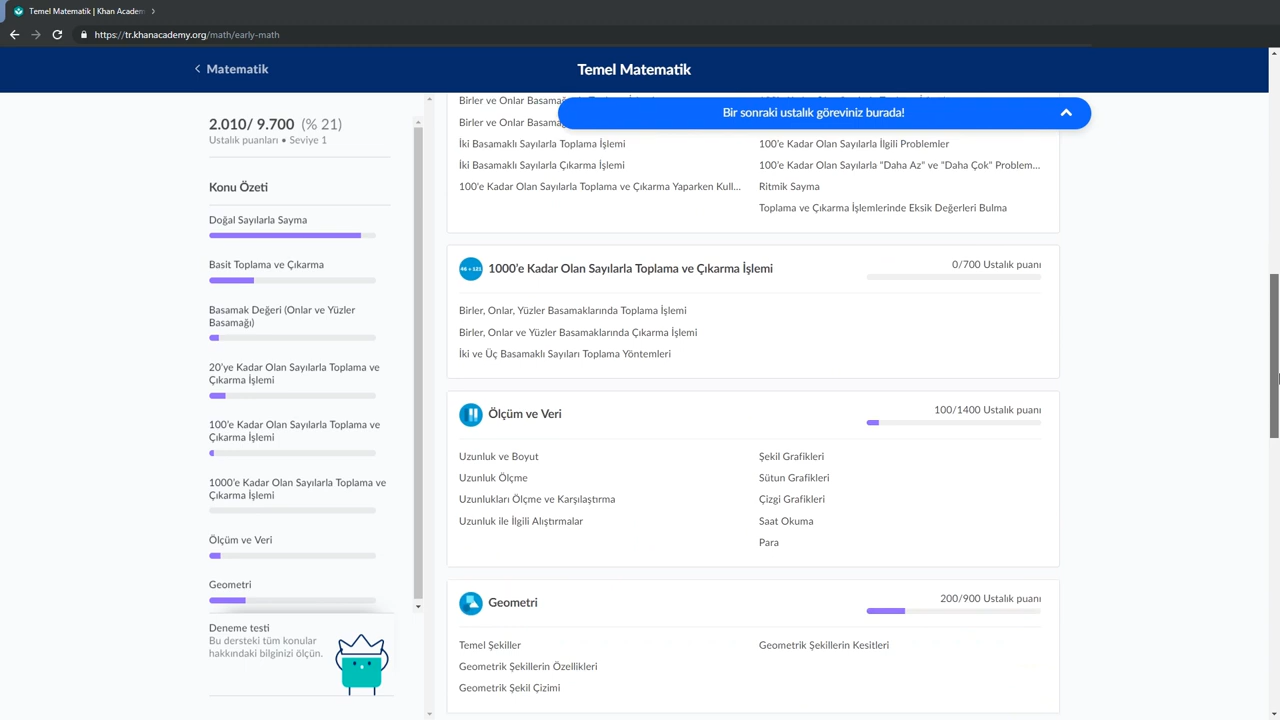 Temel Matematik | Khan Academ
https://tr.khanacademy.org/math/early-math
Matematik
Temel Matematik
2.010/ 9.700 (% 21)
Ustalık puanları • Seviye 1
Konu Özeti
Doğal Sayılarla Sayma
Basit Toplama ve Çıkarma
Basamak Değeri (Onlar ve Yüzler
Basamağı)
20'ye Kadar Olan Sayılarla Toplama ve
Çıkarma İşlemi
100'e Kadar Olan Sayılarla Toplama ve
Çıkarma İşlemi
1000'e Kadar Olan Sayılarla Toplama ve
Çıkarma İşlemi
Ölçüm ve Veri
Geometri
Deneme testi
Bu dersteki tüm konular
hakkındaki bilginizi ölçün.
Bir sonraki ustalık göreviniz burada!
Birler ve Onlar Basama
Birler ve Onlar Basama
İki Basamaklı Sayılarla Toplama İşlemi
İki Basamaklı Sayılarla Çıkarma İşlemi
100'e Kadar Olan Sayılarla Toplama ve Çıkarma Yaparken Kull...
100'e Kadar Olan Sayılarla İlgili Problemler
100'e Kadar Olan Sayılarla "Daha Az" ve "Daha Çok" Problem...
Ritmik Sayma
Toplama ve Çıkarma İşlemlerinde Eksik Değerleri Bulma
1000'e Kadar Olan Sayılarla Toplama ve Çıkarma İşlemi
0/700 Ustalık puanı
Birler, Onlar, Yüzler Basamaklarında Toplama İşlemi
Birler, Onlar ve Yüzler Basamaklarında Çıkarma İşlemi
İki ve Üç Basamaklı Sayıları Toplama Yöntemleri
Ölçüm ve Veri
100/1400 Ustalık puanı
Uzunluk ve Boyut
Uzunluk Ölçme
Uzunlukları Ölçme ve Karşılaştırma
Uzunluk ile İlgili Alıştırmalar
Şekil Grafikleri
Sütun Grafikleri
Çizgi Grafikleri
Saat Okuma
Para
Geometri
200/900 Ustalık puanı
Temel Şekiller
Geometrik Şekillerin Özellikleri
Geometrik Şekil Çizimi
Geometrik Şekillerin Kesitleri